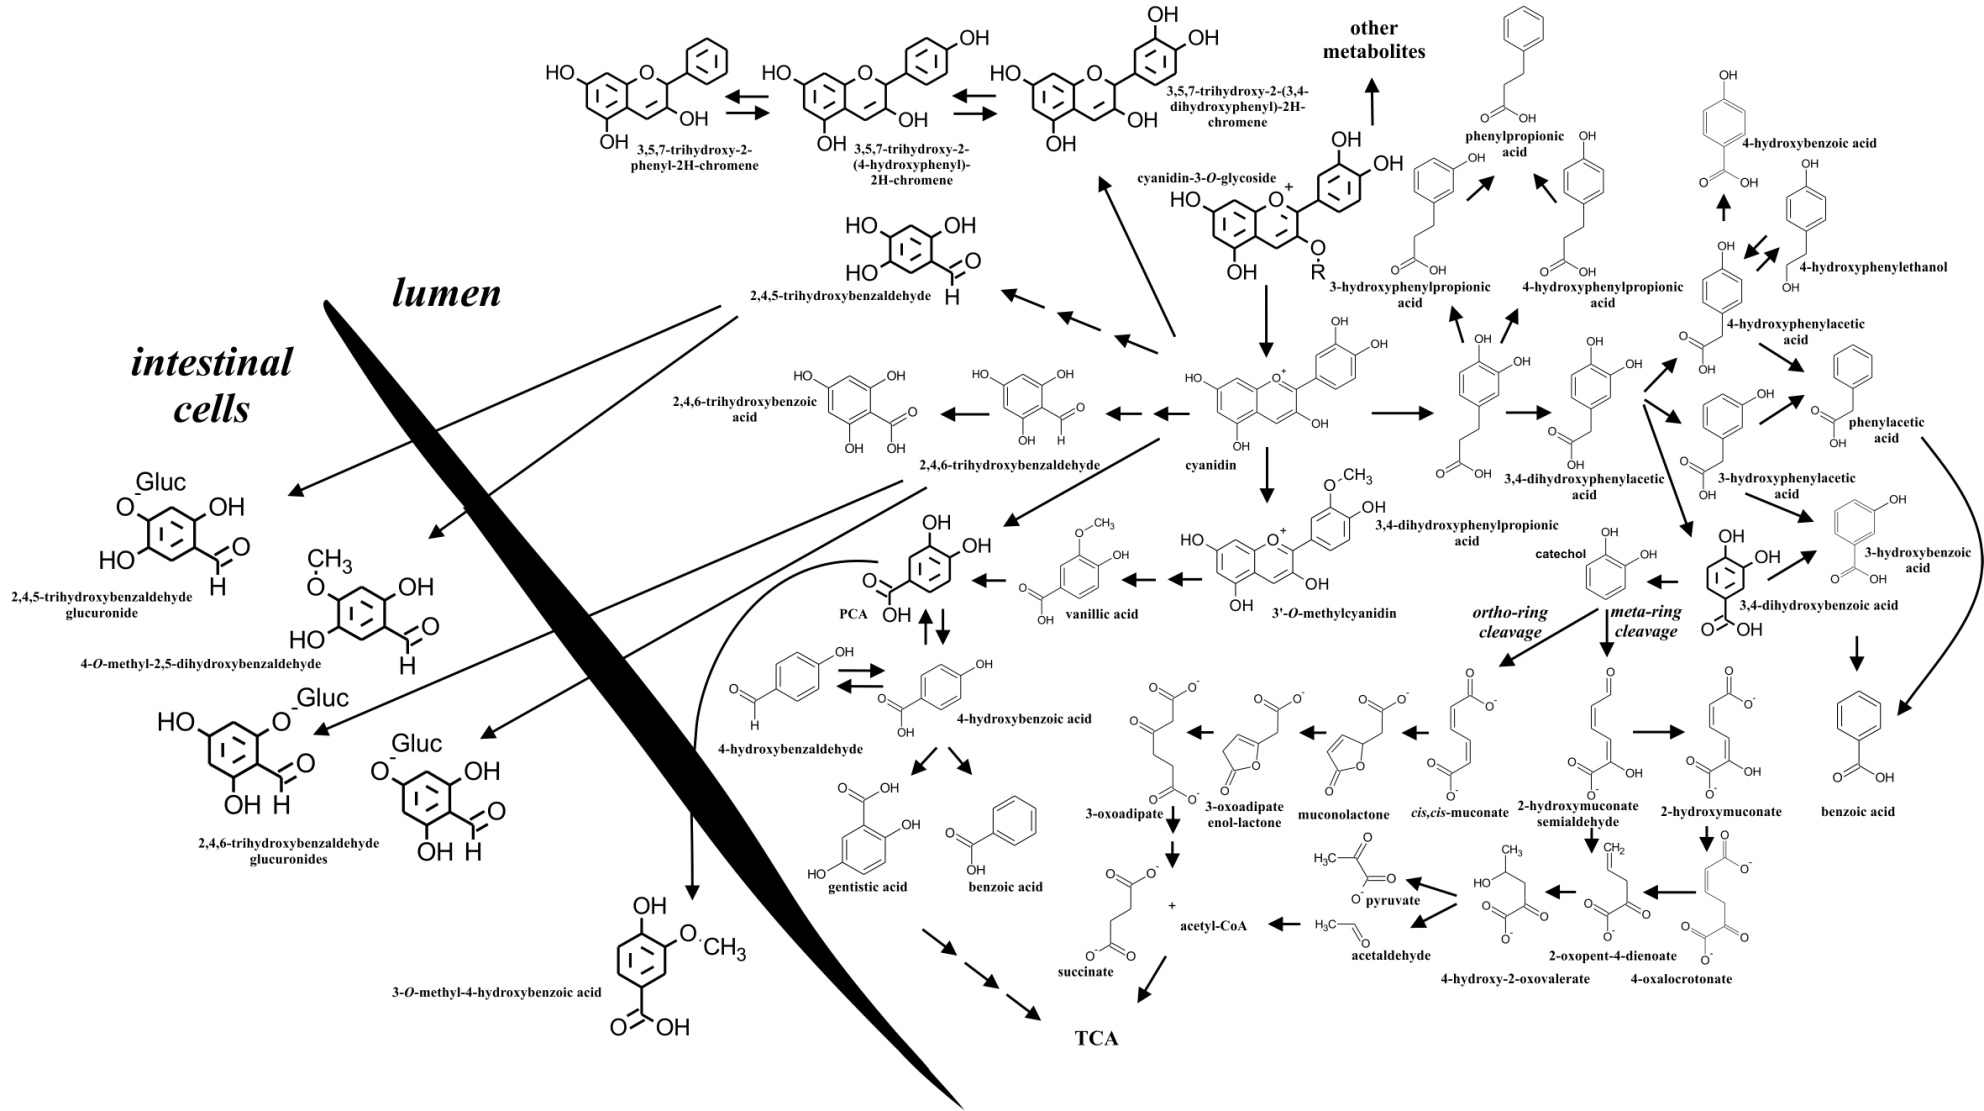 other
metabolites
3,5,7-trihydroxy-2-
phenyl-2H-chromene
3,5,7-trihydroxy-2-
(4-hydroxyphenyl)-
2H-chromene
3,5,7-trihydroxy-2-(3,4-
dihydroxyphenyl)-2H-
chromene
cyanidin-3-O-glycoside
phenylpropionic
acid
4-hydroxybenzoic acid
4-hydroxyphenylethanol
3-hydroxyphenylpropionic
acid
4-hydroxyphenylpropionic
acid
4-hydroxyphenylacetic
acid
lumen
intestinal
cells
2,4,5-trihydroxybenzaldehyde
2,4,6-trihydroxybenzoic
acid
2,4,6-trihydroxybenzaldehyde
cyanidin
3,4-dihydroxyphenylacetic
acid
3-hydroxyphenylacetic
acid
phenylacetic
acid
3,4-dihydroxyphenylpropionic
acid
catechol
3-hydroxybenzoic
acid
3,4-dihydroxybenzoic acid
PCA
vanillic acid
3'-O-methylcyanidin
ortho-ring
cleavage
meta-ring
cleavage
Gluc
2,4,5-trihydroxybenzaldehyde
glucuronide
4-O-methyl-2,5-dihydroxybenzaldehyde
Gluc
Gluc
2,4,6-trihydroxybenzaldehyde
glucuronides
4-hydroxybenzaldehyde
4-hydroxybenzoic acid
gentistic acid
benzoic acid
3-oxoadipate
3-oxoadipate
enol-lactone
muconolactone
cis,cis-muconate
2-hydroxymuconate
semialdehyde
2-hydroxymuconate
benzoic acid
succinate
+
acetyl-CoA
pyruvate
acetaldehyde
4-hydroxy-2-oxovalerate
2-oxopent-4-dienoate
4-oxalocrotonate
3-O-methyl-4-hydroxybenzoic acid
TCA